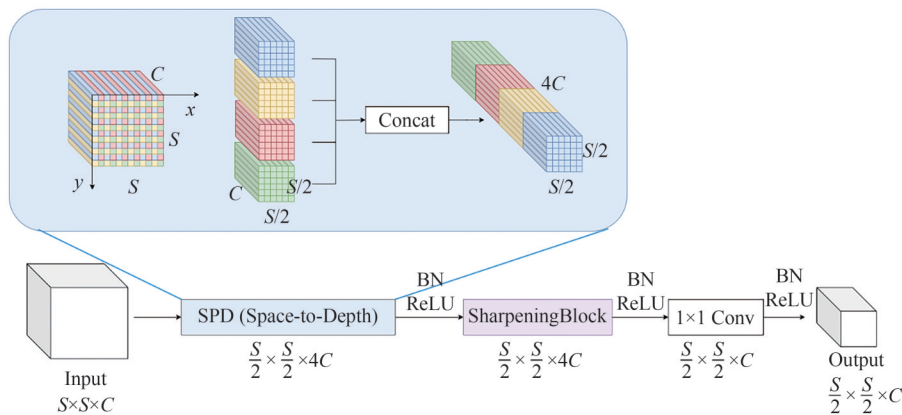 C
x
S
y
S
C
S/2
S/2
Concat
4C
S/2
S/2
Input
S×S×C
SPD (Space-to-Depth)
S/2 × S/2 ×4C
BN
ReLU
SharpeningBlock
S/2 × S/2 ×4C
BN
ReLU
1×1 Conv
S/2 × S/2 ×C
BN
ReLU
Output
S/2 × S/2 ×C